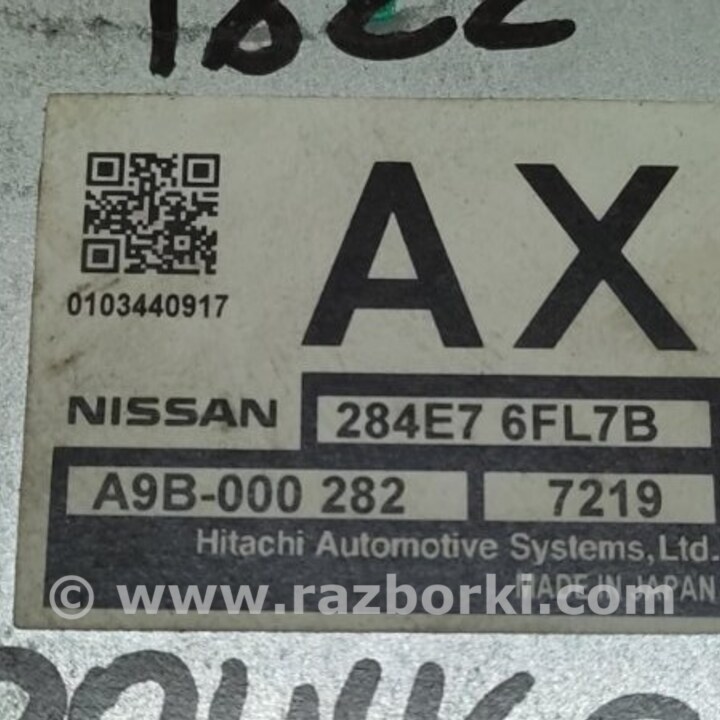 1822
AX
0103440917
NISSAN 284E7 6FL7B
A9B-000 282 7219
Hitachi Automotive Systems, Ltd.
MADE IN JAPAN
© www.razborki.com